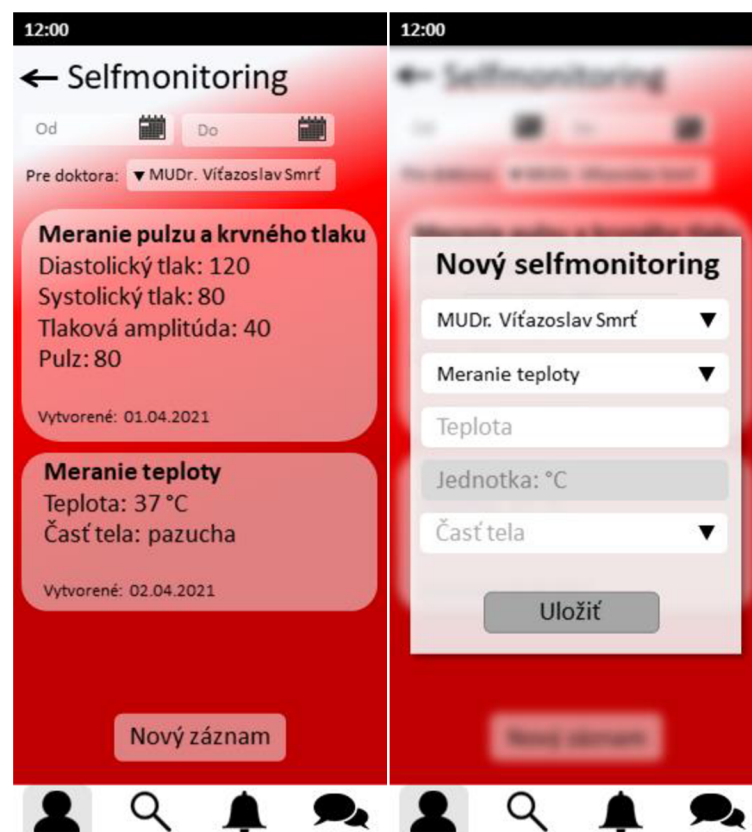 12:00
← Selfmonitoring
Od
Do
Pre doktora: ▼ MUDr. Víťazoslav Smrť
Meranie pulzu a krvného tlaku
Diastolický tlak: 120
Systolický tlak: 80
Tlaková amplitúda: 40
Pulz: 80
Vytvorené: 01.04.2021
Meranie teploty
Teplota: 37 °C
Časť tela: pazucha
Vytvorené: 02.04.2021
Nový záznam
12:00
Nový selfmonitoring
MUDr. Víťazoslav Smrť ▼
Meranie teploty ▼
Teplota
Jednotka: °C
Časť tela ▼
Uložiť